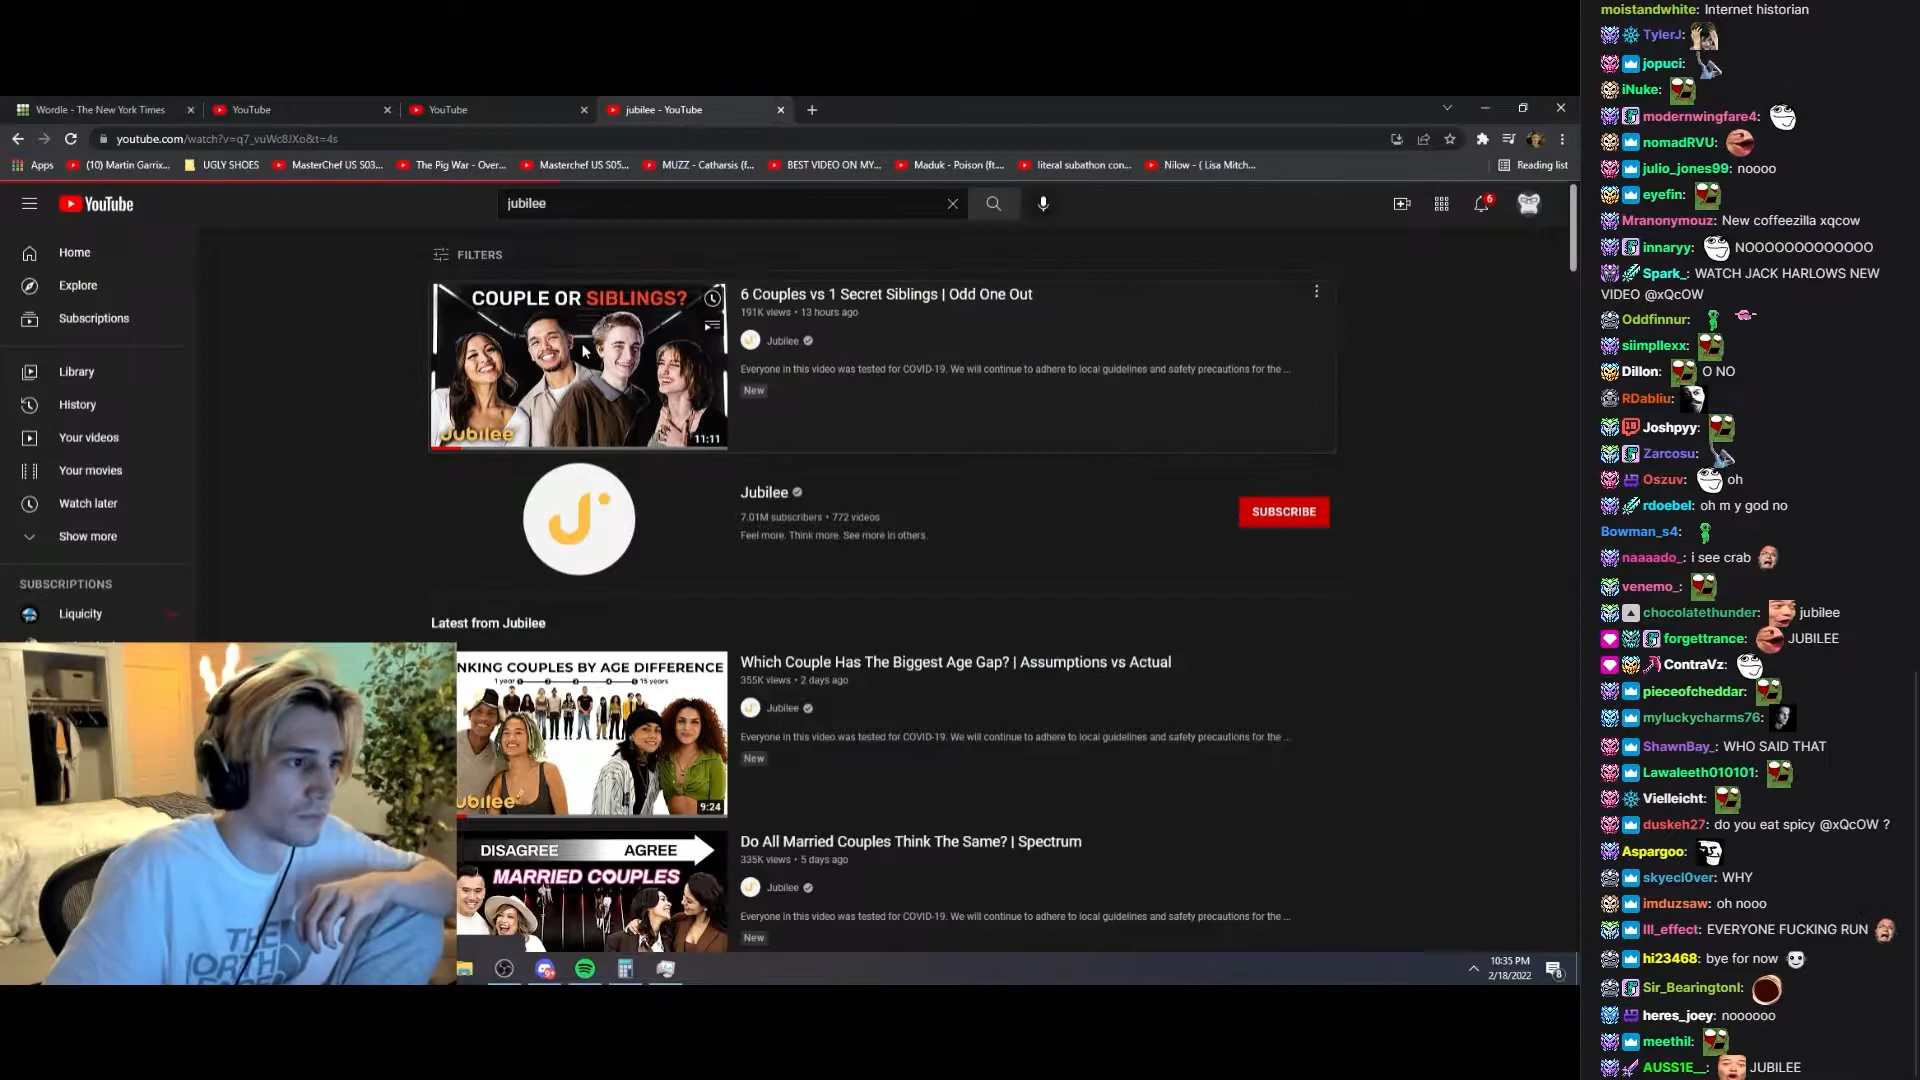 Wordle - The New York Times
YouTube
YouTube
jubilee - YouTube
youtube.com/watch?v=q7_vuWc8JXo&t=4s
Apps
(10) Martin Garrix...
UGLY SHOES
MasterChef US S03...
The Pig War - Over...
Masterchef US S05...
MUZZ - Catharsis (f...
BEST VIDEO ON MY...
Maduk - Poison (ft....
literal subathon con...
Nilow - ( Lisa Mitch...
Reading list
YouTube
jubilee
6
Home
Explore
Subscriptions
Library
History
Your videos
Your movies
Watch later
Show more
SUBSCRIPTIONS
Liquicity
FILTERS
COUPLE OR SIBLINGS?
Jubilee
11:11
6 Couples vs 1 Secret Siblings | Odd One Out
191K views • 13 hours ago
Jubilee
Everyone in this video was tested for COVID-19. We will continue to adhere to local guidelines and safety precautions for the ...
New
Jubilee
7.01M subscribers • 772 videos
Feel more. Think more. See more in others.
SUBSCRIBE
Latest from Jubilee
NKING COUPLES BY AGE DIFFERENCE
1 year
15 years
ubilee
9:24
Which Couple Has The Biggest Age Gap? | Assumptions vs Actual
355K views • 2 days ago
Jubilee
Everyone in this video was tested for COVID-19. We will continue to adhere to local guidelines and safety precautions for the ...
New
DISAGREE AGREE
MARRIED COUPLES
Do All Married Couples Think The Same? | Spectrum
335K views • 5 days ago
Jubilee
Everyone in this video was tested for COVID-19. We will continue to adhere to local guidelines and safety precautions for the ...
New
THE
10:35 PM
2/18/2022
8
moistandwhite: Internet historian
TylerJ:
jopuci:
iNuke:
modernwingfare4:
nomadRVU:
julio_jones99: noooo
eyefin:
Mranonymouz: New coffeezilla xqcow
innaryy: NOOOOOOOOOOOOO
Spark_: WATCH JACK HARLOWS NEW
VIDEO @xQcOW
Oddfinnur:
siimpllexx:
Dillon: O NO
RDabliu:
Joshpyy:
Zarcosu:
Oszuv: oh
rdoebel: oh m y god no
Bowman_s4:
naaaado_: i see crab
venemo_:
chocolatethunder: jubilee
forgettrance: JUBILEE
ContraVz:
pieceofcheddar:
myluckycharms76:
ShawnBay_: WHO SAID THAT
Lawaleeth010101:
Vielleicht:
duskeh27: do you eat spicy @xQcOW ?
Aspargoo:
skyecl0ver: WHY
imduzsaw: oh nooo
Ill_effect: EVERYONE FUCKING RUN
hi23468: bye for now
Sir_Bearingtonl:
heres_joey: noooooo
meethil:
AUSS1E__: JUBILEE